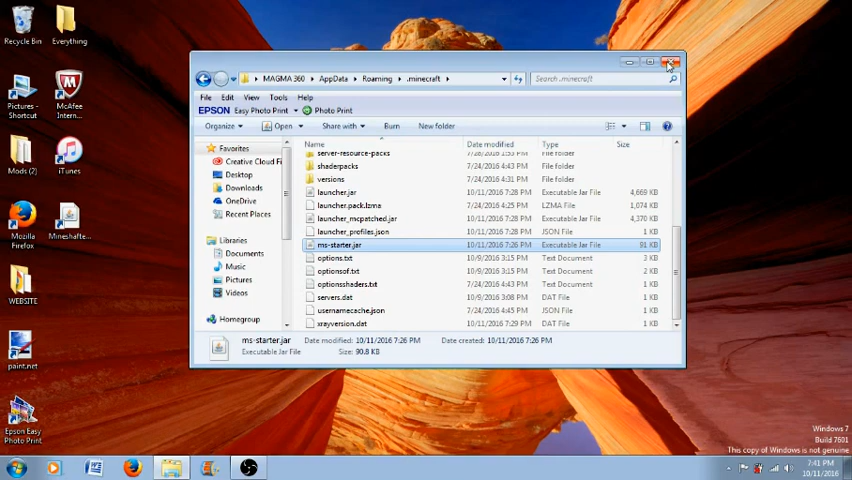 Recycle Bin
Everything
Pictures -
Shortcut
McAfee
Internet...
Mods (2)
iTunes
Mozilla
Firefox
Mineshafte...
WEBSITE
paint.net
Epson Easy
Photo Print
MAGMA 360 AppData Roaming .minecraft
Search .minecraft
File Edit View Tools Help
EPSON Easy Photo Print Photo Print
Organize Open Share with Burn New folder
Favorites
Creative Cloud Fi
Desktop
Downloads
OneDrive
Recent Places
Libraries
Documents
Music
Pictures
Videos
Homegroup
Name Date modified Type Size
server-resource-packs 7/28/2016 1:53 PM File folder
shaderpacks 7/24/2016 4:43 PM File folder
versions 7/24/2016 4:31 PM File folder
launcher.jar 10/11/2016 7:28 PM Executable Jar File 4,669 KB
launcher.pack.lzma 7/24/2016 4:25 PM LZMA File 1,074 KB
launcher_mcpatched.jar 10/11/2016 7:28 PM Executable Jar File 4,370 KB
launcher_profiles.json 10/11/2016 7:28 PM JSON File 1 KB
ms-starter.jar 10/11/2016 7:26 PM Executable Jar File 91 KB
options.txt 10/9/2016 3:15 PM Text Document 3 KB
optionsof.txt 10/9/2016 3:15 PM Text Document 2 KB
optionsshaders.txt 7/24/2016 4:43 PM Text Document 1 KB
servers.dat 10/9/2016 3:08 PM DAT File 1 KB
usernamecache.json 7/24/2016 4:45 PM JSON File 1 KB
xrayversion.dat 10/11/2016 7:29 PM DAT File 1 KB
ms-starter.jar Date modified: 10/11/2016 7:26 PM Date created: 10/11/2016 7:26 PM
Executable Jar File Size: 90.8 KB
Windows 7
Build 7601
This copy of Windows is not genuine
7:41 PM
10/11/2016